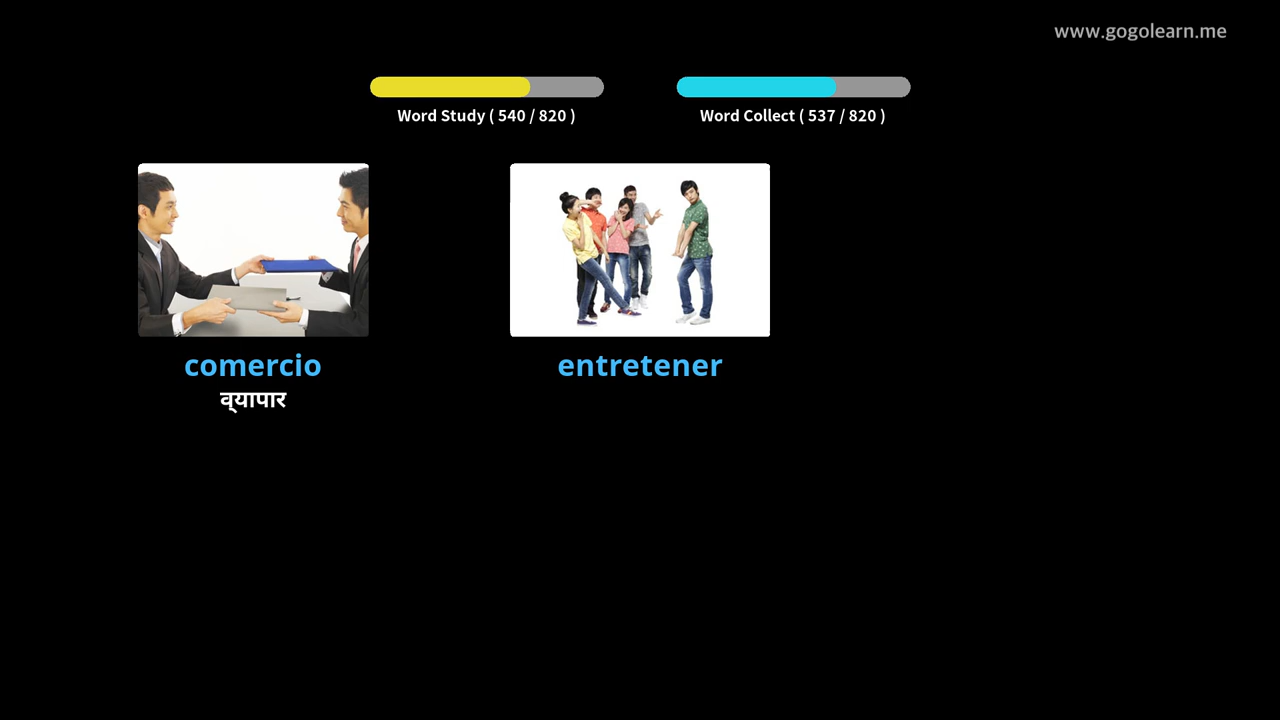 www.gogolearn.me
Word Study ( 540 / 820 )
Word Collect ( 537 / 820 )
comercio
entretener
व्यापार